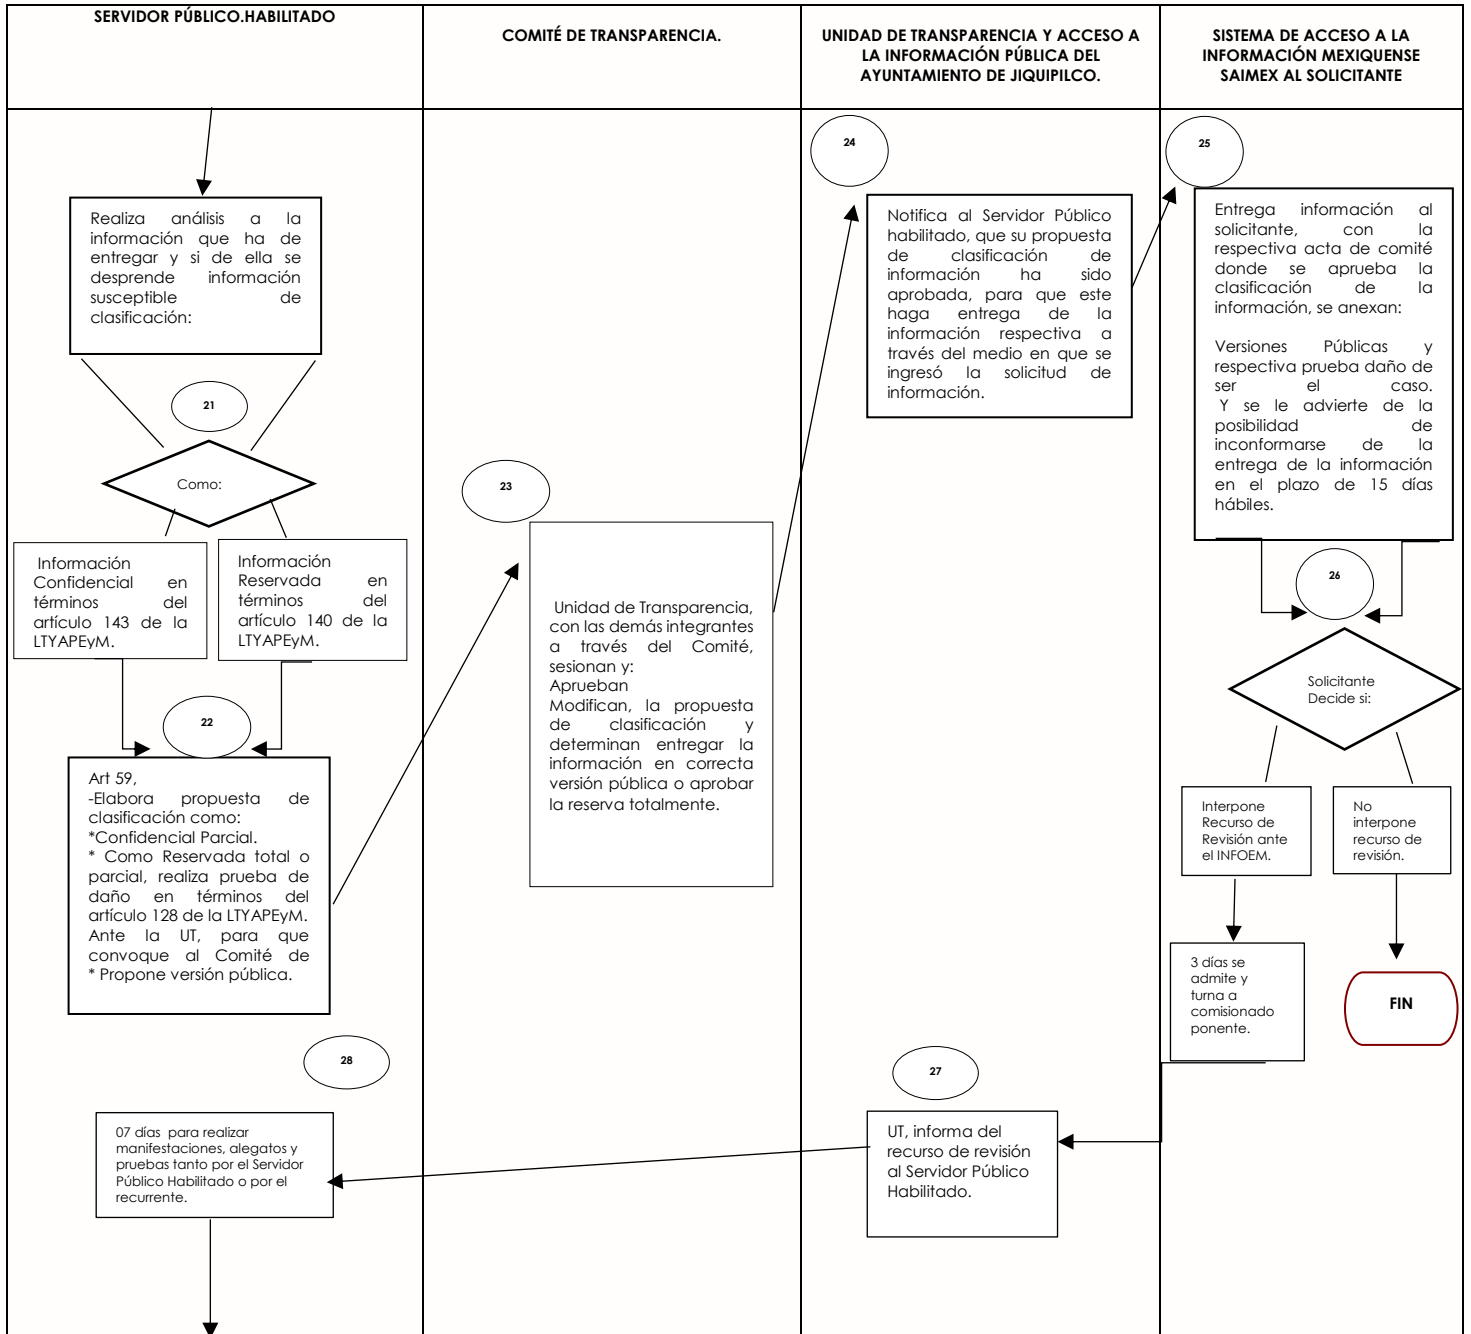 SERVIDOR PÚBLICO.HABILITADO
COMITÉ DE TRANSPARENCIA.
UNIDAD DE TRANSPARENCIA Y ACCESO A
LA INFORMACIÓN PÚBLICA DEL
AYUNTAMIENTO DE JIQUIPILCO.
SISTEMA DE ACCESO A LA
INFORMACIÓN MEXIQUENSE
SAIMEX AL SOLICITANTE
Realiza análisis a la
información que ha de
entregar y si de ella se
desprende información
susceptible de
clasificación:
21
Como:
Información
Confidencial en
términos del
artículo 143 de la
LTYAPEyM.
Información
Reservada en
términos del
artículo 140 de la
LTYAPEyM.
22
Art 59,
-Elabora propuesta de
clasificación como:
*Confidencial Parcial.
* Como Reservada total o
parcial, realiza prueba de
daño en términos del
artículo 128 de la LTYAPEyM.
Ante la UT, para que
convoque al Comité de
* Propone versión pública.
23
Unidad de Transparencia,
con las demás integrantes
a través del Comité,
sesionan y:
Aprueban
Modifican, la propuesta
de clasificación y
determinan entregar la
información en correcta
versión pública o aprobar
la reserva totalmente.
24
Notifica al Servidor Público
habilitado, que su propuesta
de clasificación de
información ha sido
aprobada, para que este
haga entrega de la
información respectiva a
través del medio en que se
ingresó la solicitud de
información.
25
Entrega información al
solicitante, con la
respectiva acta de comité
donde se aprueba la
clasificación de la
información, se anexan:
Versiones Públicas y
respectiva prueba daño de
ser el caso.
Y se le advierte de la
posibilidad de
inconformarse de la
entrega de la información
en el plazo de 15 días
hábiles.
26
Solicitante
Decide si:
Interpone
Recurso de
Revisión ante
el INFOEM.
No
interpone
recurso de
revisión.
3 días se
admite y
turna a
comisionado
ponente.
FIN
27
UT, informa del
recurso de revisión
al Servidor Público
Habilitado.
28
07 días para realizar
manifestaciones, alegatos y
pruebas tanto por el Servidor
Público Habilitado o por el
recurrente.